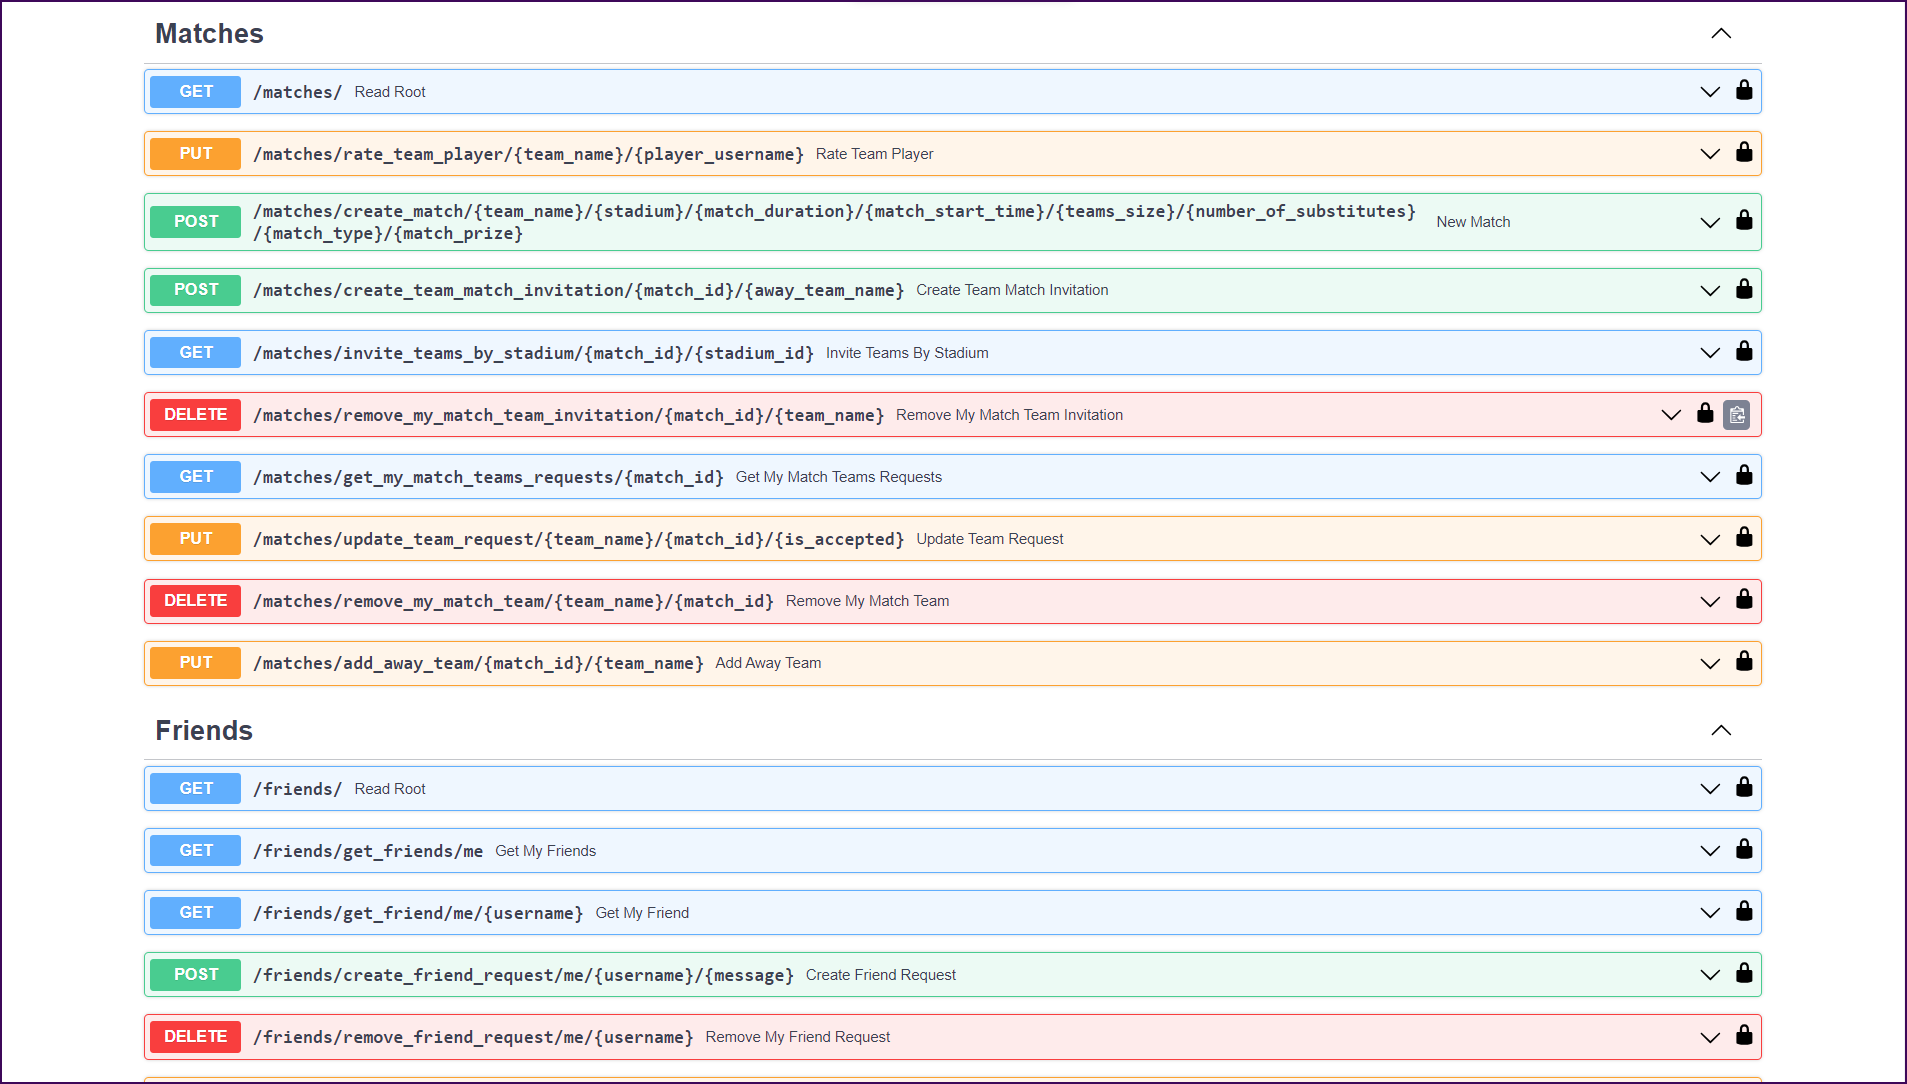 Matches
GET /matches/ Read Root
PUT /matches/rate_team_player/{team_name}/{player_username} Rate Team Player
POST /matches/create_match/{team_name}/{stadium}/{match_duration}/{match_start_time}/{teams_size}/{number_of_substitutes}
/{match_type}/{match_prize} New Match
POST /matches/create_team_match_invitation/{match_id}/{away_team_name} Create Team Match Invitation
GET /matches/invite_teams_by_stadium/{match_id}/{stadium_id} Invite Teams By Stadium
DELETE /matches/remove_my_match_team_invitation/{match_id}/{team_name} Remove My Match Team Invitation
GET /matches/get_my_match_teams_requests/{match_id} Get My Match Teams Requests
PUT /matches/update_team_request/{team_name}/{match_id}/{is_accepted} Update Team Request
DELETE /matches/remove_my_match_team/{team_name}/{match_id} Remove My Match Team
PUT /matches/add_away_team/{match_id}/{team_name} Add Away Team
Friends
GET /friends/ Read Root
GET /friends/get_friends/me Get My Friends
GET /friends/get_friend/me/{username} Get My Friend
POST /friends/create_friend_request/me/{username}/{message} Create Friend Request
DELETE /friends/remove_friend_request/me/{username} Remove My Friend Request